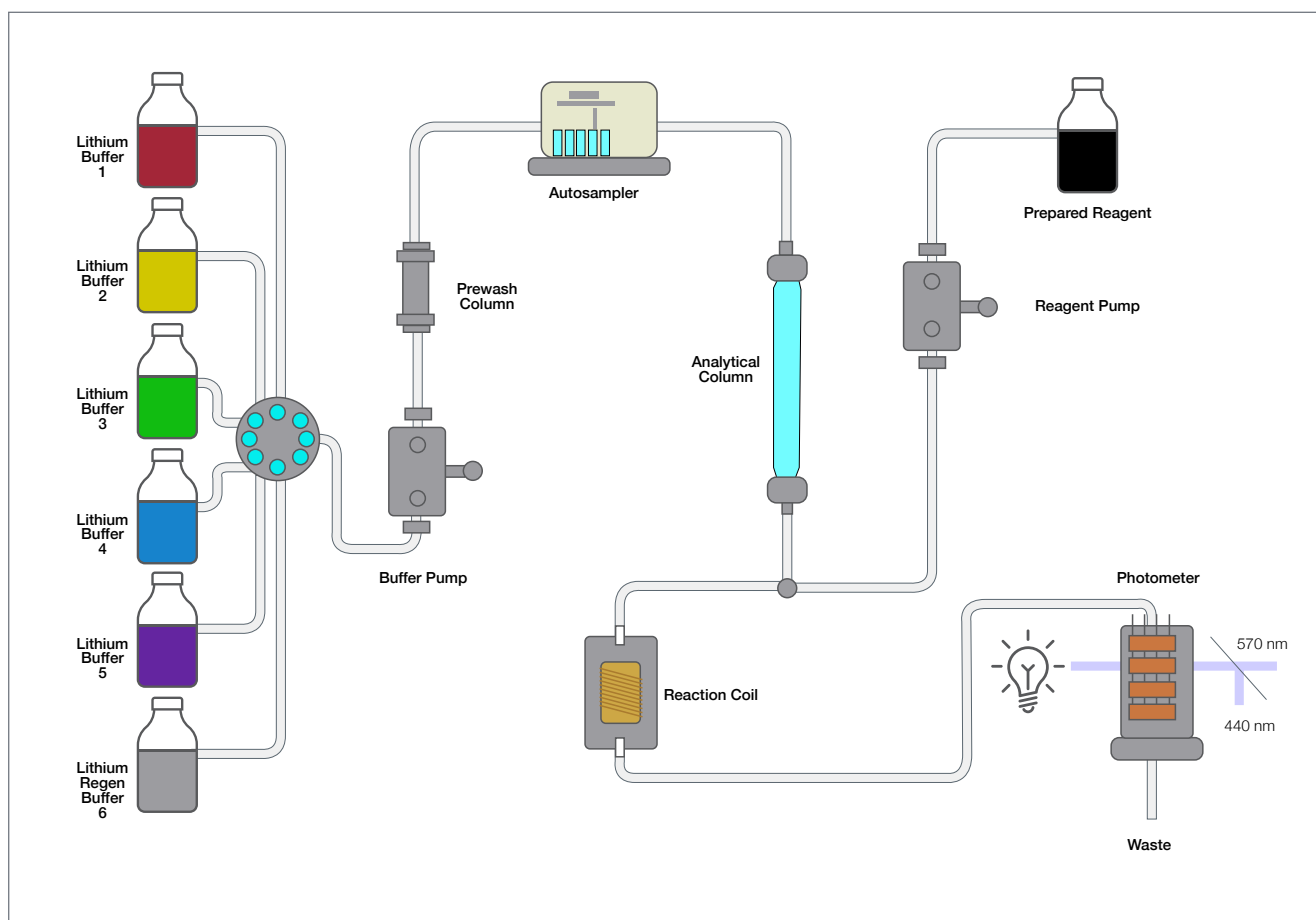 Lithium
Buffer
1
Lithium
Buffer
2
Lithium
Buffer
3
Lithium
Buffer
4
Lithium
Buffer
5
Lithium
Regen
Buffer
6
Buffer Pump
Prewash
Column
Autosampler
Analytical
Column
Prepared Reagent
Reagent Pump
Reaction Coil
Photometer
570 nm
440 nm
Waste